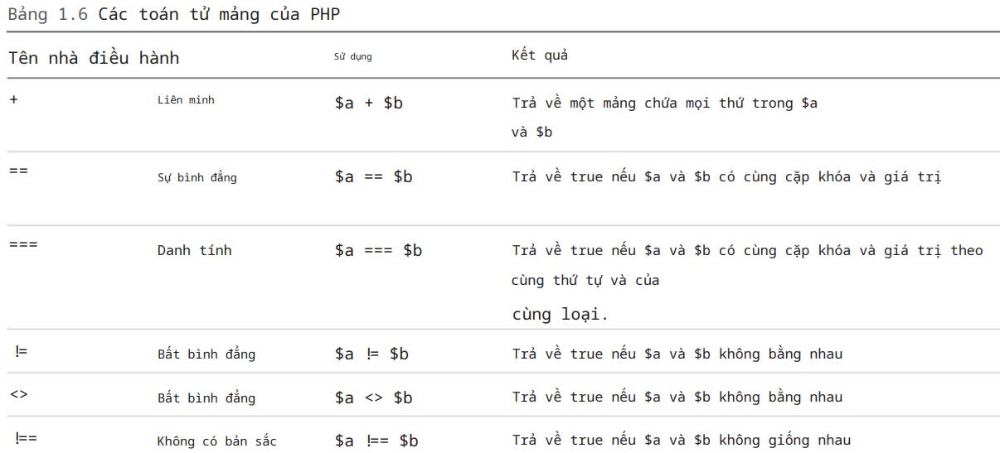 Bảng 1.6 Các toán tử mảng của PHP
Tên nhà điều hành Sử dụng Kết quả
+ Liên minh $a + $b Trả về một mảng chứa mọi thứ trong $a
và $b
== Sự bình đẳng $a == $b Trả về true nếu $a và $b có cùng cặp khóa và giá trị
=== Danh tính $a === $b Trả về true nếu $a và $b có cùng cặp khóa và giá trị theo
cùng thứ tự và của
cùng loại.
!= Bất bình đẳng $a != $b Trả về true nếu $a và $b không bằng nhau
<> Bất bình đẳng $a <> $b Trả về true nếu $a và $b không bằng nhau
!== Không có bản sắc $a !== $b Trả về true nếu $a và $b không giống nhau